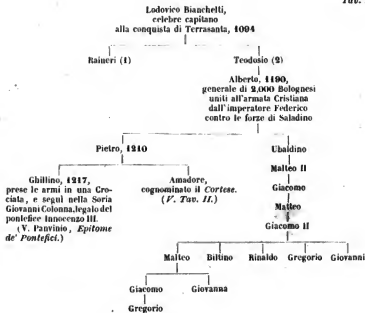 Tav.
Lodovico Bianchetti,
celebre capitano
alla conquista di Terrasanta, 1094
Raineri (1)
Teodosio (2)
Alberto, 1190,
generale di 2,000 Bolognesi
uniti all'armata Cristiana
dall'imperatore Federico
contro le forze di Saladino
Pietro, 1210
Ubaldino
Ghillino, 1217,
prese le armi in una Cro-
ciata, e seguì nella Soria
Giovanni Colonna, legato del
pontefice Innocenzo III.
(V. Panvinio, Epitome
de' Pontefici.)
Amadore,
cognominato il Cortese.
(V. Tav. II.)
Matteo II
Giacomo
Matteo
Giacomo II
Matteo
Biltino
Rinaldo
Gregorio
Giovanni
Giacomo
Giovanna
Gregorio